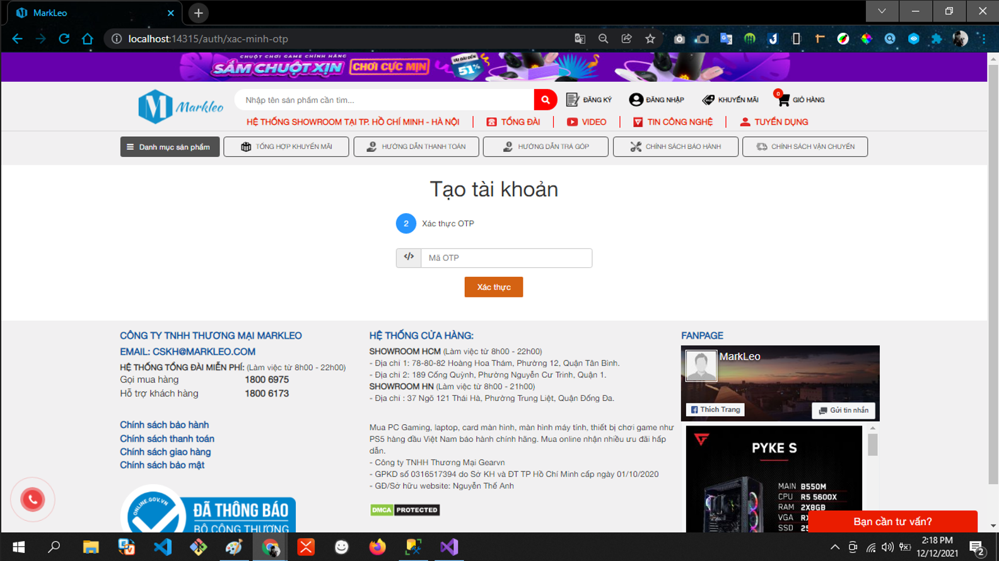 MarkLeo
localhost:14315/auth/xac-minh-otp
CHUỘT CHƠI GAME CHÍNH HÃNG
SẮM CHUỘT XỊN
CHƠI CỰC MỊN
ƯU ĐÃI ĐẾN
51%
Markleo
Nhập tên sản phẩm cần tìm...
ĐĂNG KÝ
ĐĂNG NHẬP
KHUYẾN MÃI
0
GIỎ HÀNG
HỆ THỐNG SHOWROOM TẠI TP. HỒ CHÍ MINH - HÀ NỘI
TỔNG ĐÀI
VIDEO
TIN CÔNG NGHỆ
TUYỂN DỤNG
Danh mục sản phẩm
TỔNG HỢP KHUYẾN MÃI
HƯỚNG DẪN THANH TOÁN
HƯỚNG DẪN TRẢ GÓP
CHÍNH SÁCH BẢO HÀNH
CHÍNH SÁCH VẬN CHUYỂN
Tạo tài khoản
2 Xác thực OTP
Mã OTP
Xác thực
CÔNG TY TNHH THƯƠNG MẠI MARKLEO
EMAIL: CSKH@MARKLEO.COM
HỆ THỐNG TỔNG ĐÀI MIỄN PHÍ: (Làm việc từ 8h00 - 22h00)
Gọi mua hàng 1800 6975
Hỗ trợ khách hàng 1800 6173
Chính sách bảo hành
Chính sách thanh toán
Chính sách giao hàng
Chính sách bảo mật
ONLINE.GOV.VN
ĐÃ THÔNG BÁO
BỘ CÔNG THƯƠNG
HỆ THỐNG CỬA HÀNG:
SHOWROOM HCM (Làm việc từ 8h00 - 22h00)
- Địa chỉ 1: 78-80-82 Hoàng Hoa Thám, Phường 12, Quận Tân Bình.
- Địa chỉ 2: 189 Cống Quỳnh, Phường Nguyễn Cư Trinh, Quận 1.
SHOWROOM HN (Làm việc từ 8h00 - 21h00)
- Địa chỉ : 37 Ngõ 121 Thái Hà, Phường Trung Liệt, Quận Đống Đa.
Mua PC Gaming, laptop, card màn hình, màn hình máy tính, thiết bị chơi game như
PS5 hàng đầu Việt Nam bảo hành chính hãng. Mua online nhận nhiều ưu đãi hấp
dẫn.
- Công ty TNHH Thương Mại Gearvn
- GPKD số 0316517394 do Sở KH và ĐT TP Hồ Chí Minh cấp ngày 01/10/2020
- GĐ/Sở hữu website: Nguyễn Thế Anh
DMCA PROTECTED
FANPAGE
MarkLeo
Thích Trang
Gửi tin nhắn
PYKE S
MAIN B550M
CPU R5 5600X
RAM 2X8GB
VGA
SSD
Bạn cần tư vấn?
2:18 PM
12/12/2021
2